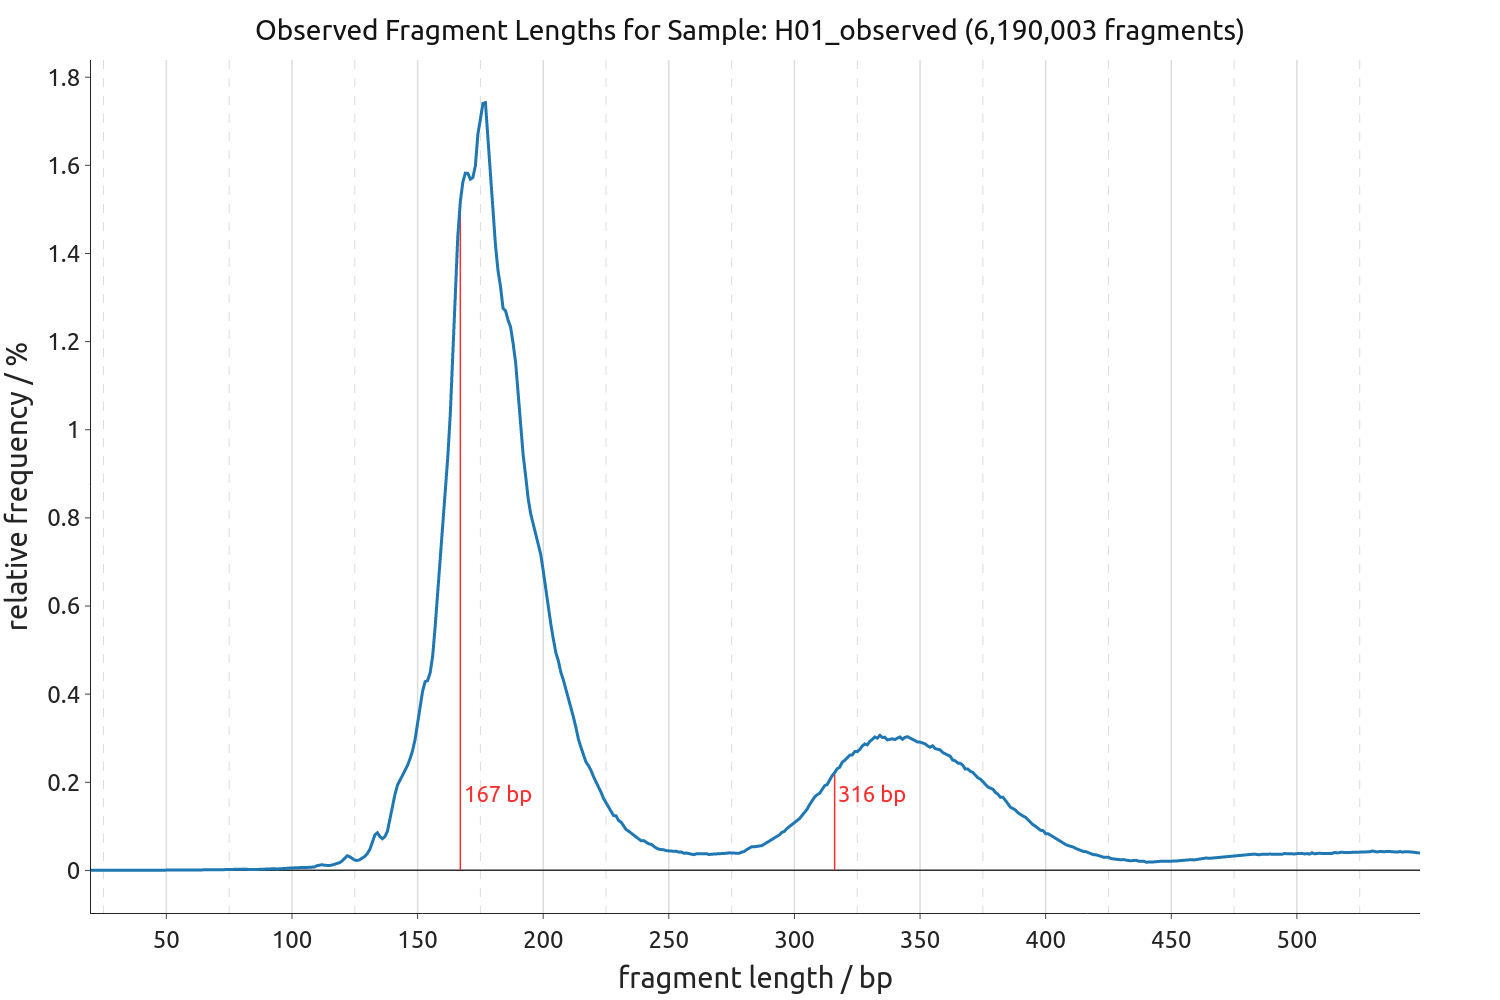 Observed Fragment Lengths for Sample: H01_observed (6,190,003 fragments)
relative frequency / %
1.8
1.6
1.4
1.2
1
0.8
0.6
0.4
0.2
0
167 bp
316 bp
50 100 150 200 250 300 350 400 450 500
fragment length / bp